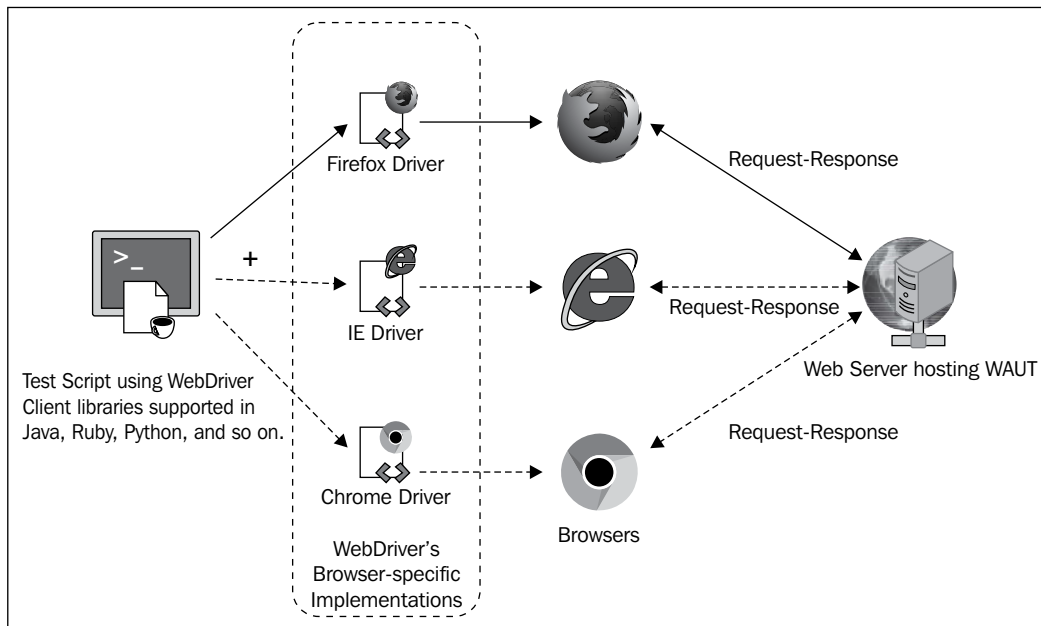 Firefox Driver
Request-Response
>_
+
IE Driver
Request-Response
Test Script using WebDriver
Client libraries supported in
Java, Ruby, Python, and so on.
Web Server hosting WAUT
Request-Response
Chrome Driver
Browsers
WebDriver's
Browser-specific
Implementations